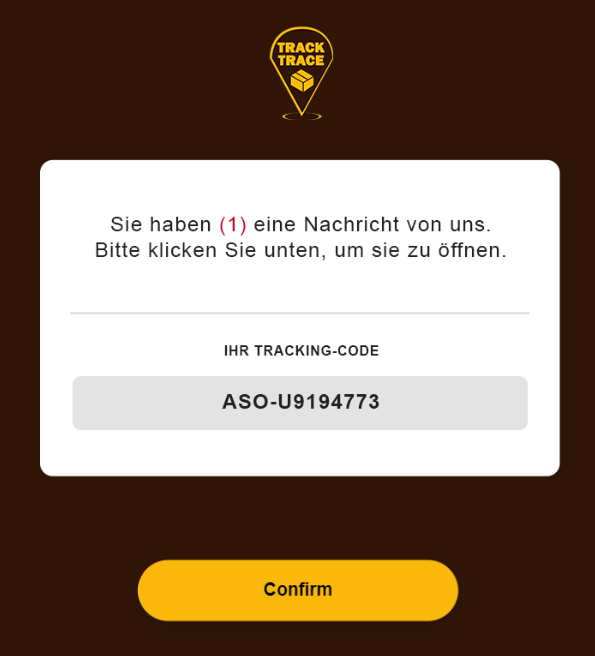 TRACK
TRACE
Sie haben (1) eine Nachricht von uns.
Bitte klicken Sie unten, um sie zu öffnen.
IHR TRACKING-CODE
ASO-U9194773
Confirm